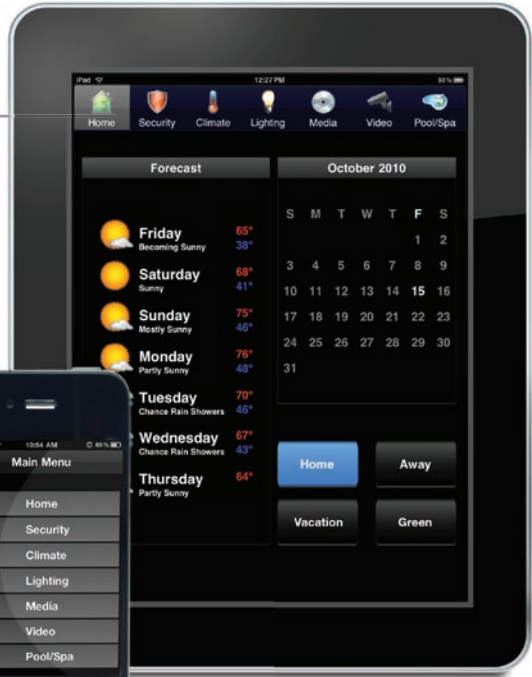 iPad 12:27 PM
Home Security Climate Lighting Media Video Pool/Spa
Forecast
Friday 65°
Becoming Sunny 38°
Saturday 68°
Sunny 41°
Sunday 75°
Mostly Sunny 46°
Monday 76°
Partly Sunny 48°
Tuesday 70°
Chance Rain Showers 46°
Wednesday 67°
Chance Rain Showers 43°
Thursday 64°
Partly Sunny
October 2010
S M T W T F S
1 2
3 4 5 6 7 8 9
10 11 12 13 14 15 16
17 18 19 20 21 22 23
24 25 26 27 28 29 30
31
Home Away
Vacation Green
10:54 AM
Main Menu
Home
Security
Climate
Lighting
Media
Video
Pool/Spa